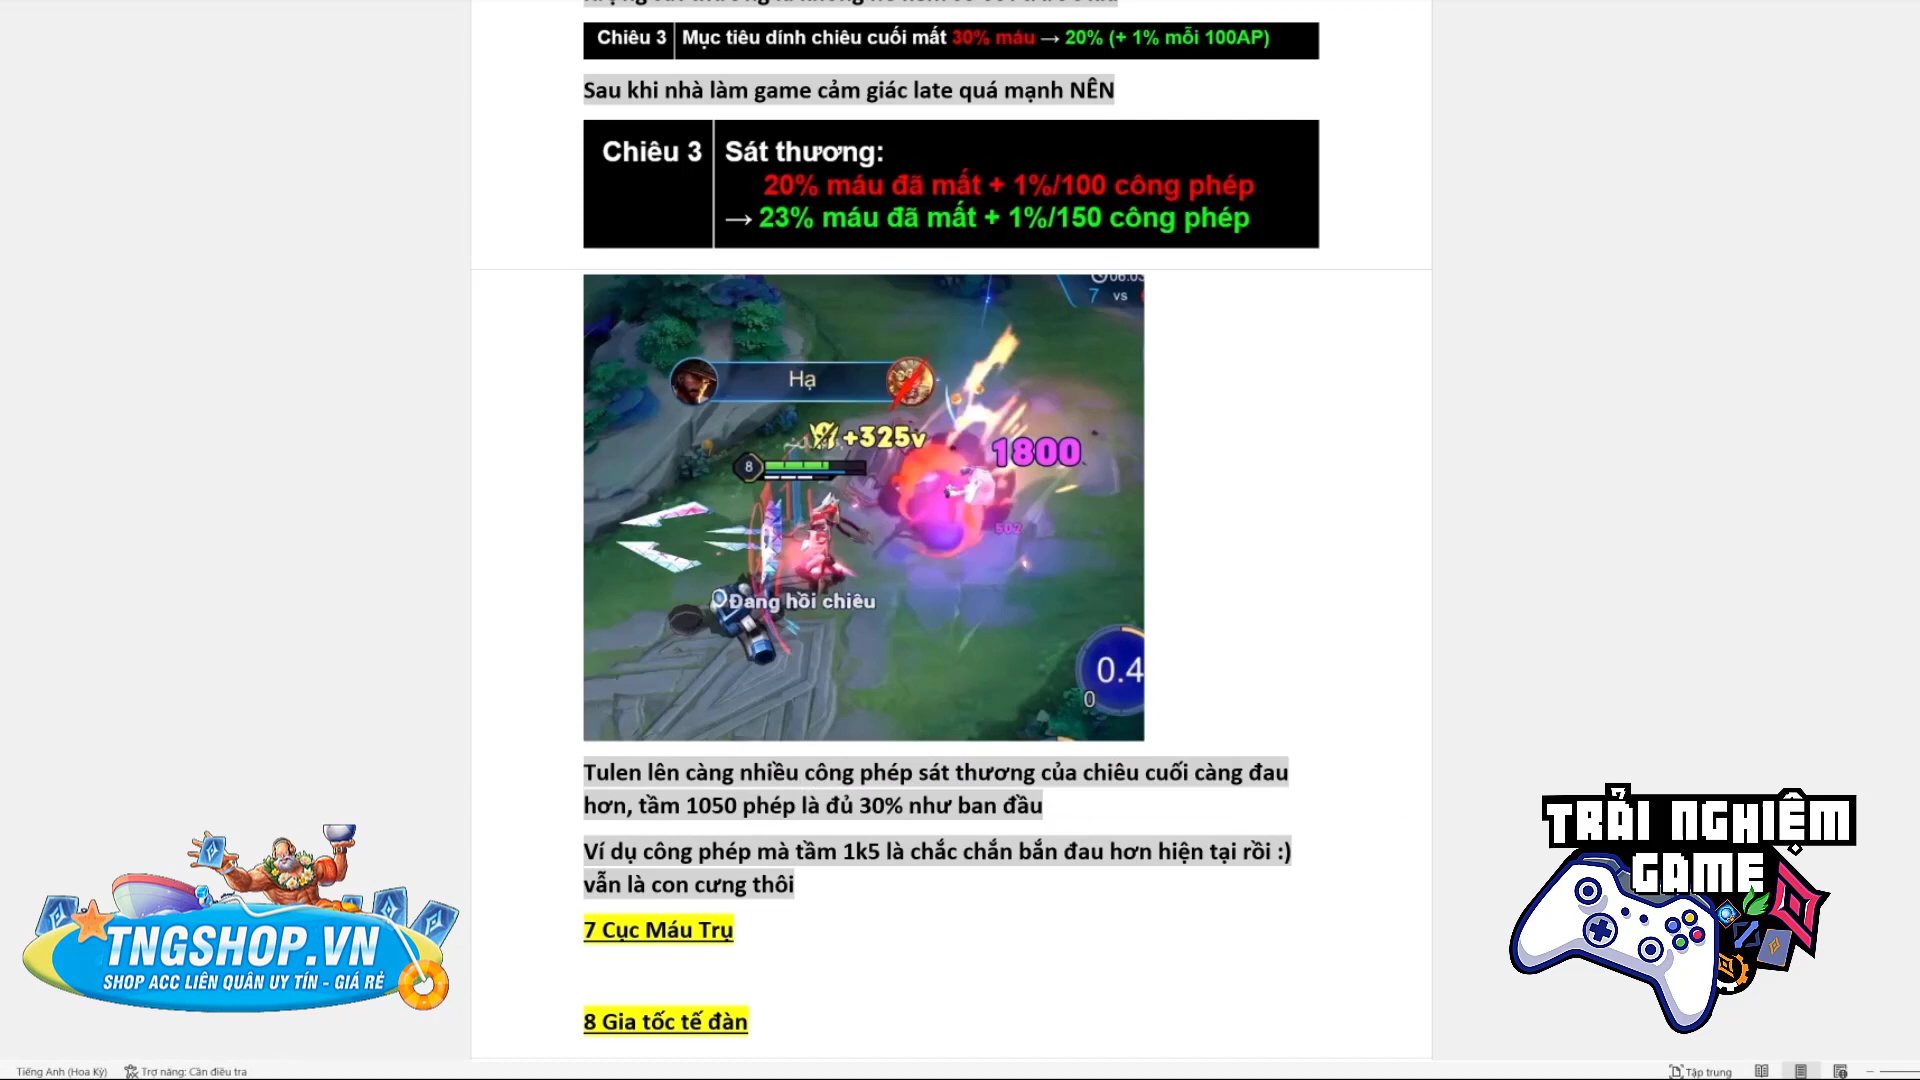 Chiêu 3 Mục tiêu dính chiêu cuối mất 30% máu → 20% (+ 1% mỗi 100AP)
Sau khi nhà làm game cảm giác late quá mạnh NÊN
Chiêu 3 Sát thương:
20% máu đã mất + 1%/100 công phép
→ 23% máu đã mất + 1%/150 công phép
7 vs
Hạ
+325v
1800
8
502
Đang hồi chiêu
0.4
0
Tulen lên càng nhiều công phép sát thương của chiêu cuối càng đau
hơn, tầm 1050 phép là đủ 30% như ban đầu
Ví dụ công phép mà tầm 1k5 là chắc chắn bắn đau hơn hiện tại rồi :)
vẫn là con cưng thôi
7 Cục Máu Trụ
8 Gia tốc tế đàn
TNGSHOP.VN
SHOP ACC LIÊN QUÂN UY TÍN - GIÁ RẺ
TRẢI NGHIỆM
GAME
Tiếng Anh (Hoa Kỳ) Trợ năng: Cần điều tra
Tập trung